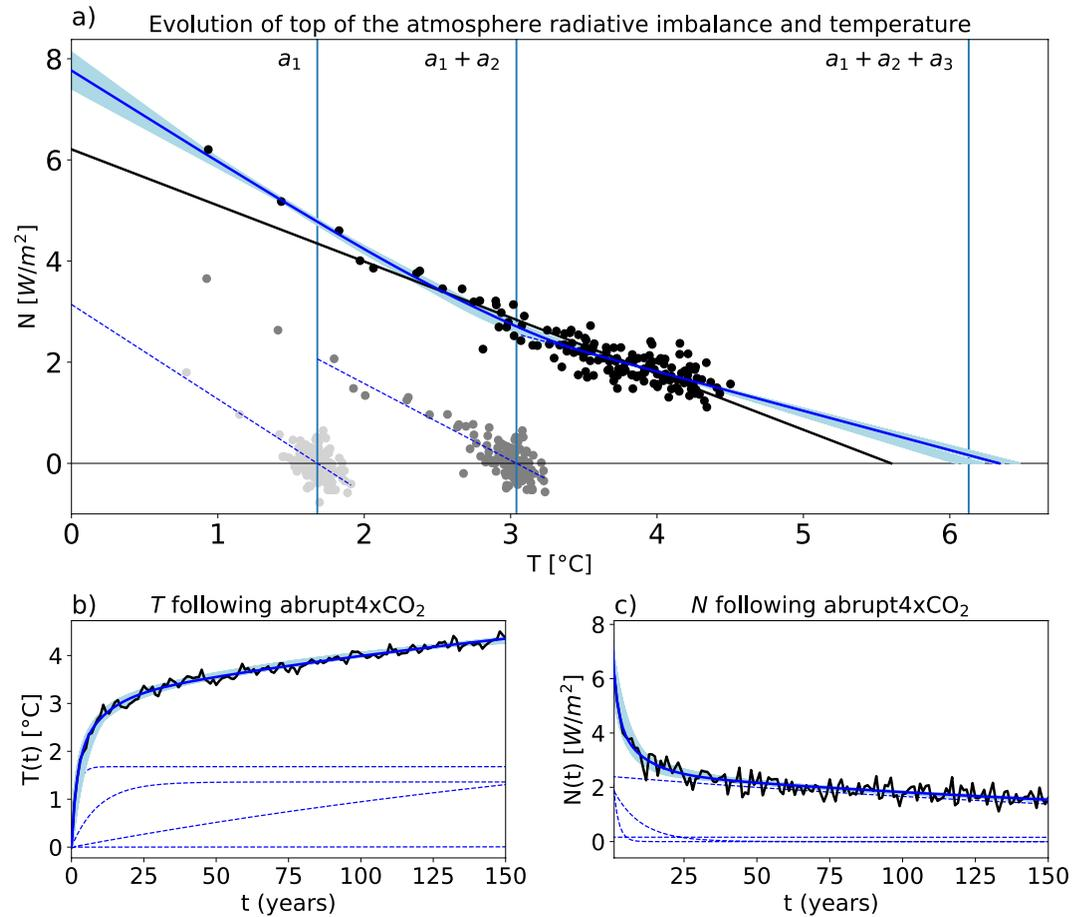 a) Evolution of top of the atmosphere radiative imbalance and temperature
a₁ a₁ + a₂ a₁ + a₂ + a₃
N [W/m²]
8
6
4
2
0
0 1 2 3 4 5 6
T [°C]
b) T following abrupt4xCO₂
T(t) [°C]
4
3
2
1
0
0 25 50 75 100 125 150
t (years)
c) N following abrupt4xCO₂
N(t) [W/m²]
8
6
4
2
0
25 50 75 100 125 150
t (years)